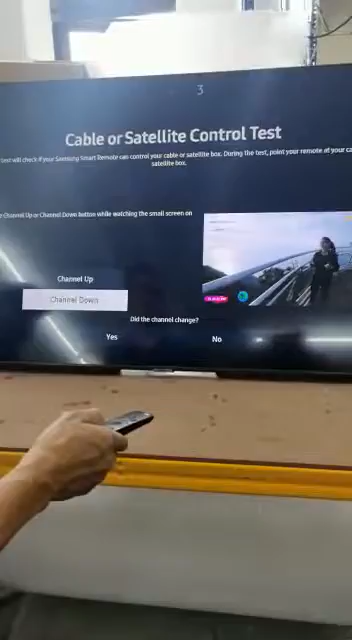 3
Cable or Satellite Control Test
test will check if your Samsung Smart Remote can control your cable or satellite box. During the test, point your remote at your
satellite box.
Channel Up or Channel Down button while watching the small screen on
Channel Up
Channel Down
Did the channel change?
Yes
No